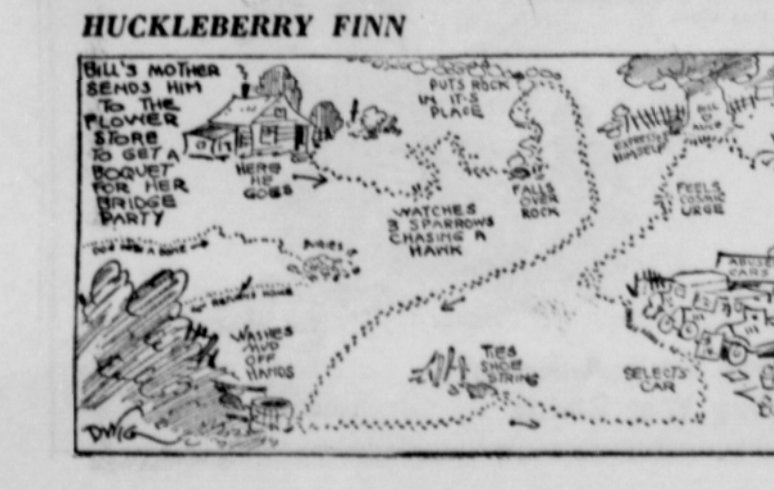 HUCKLEBERRY FINN
BILL'S MOTHER
SENDS HIM
TO THE
FLOWER
STORE
TO GET A
BOQUET
FOR HER
BRIDGE
PARTY
HERE
HE
GOES
WATCHES
3 SPARROWS
CHASING A
HAWK
PUTS ROCK
IN IT'S
PLACE
FALLS
OVER
ROCK
FEELS
COSMIC
URGE
SELECTS
CAR
TIES
SHOE
STRING
WASHES
MUD
OFF
HANDS
DWIG